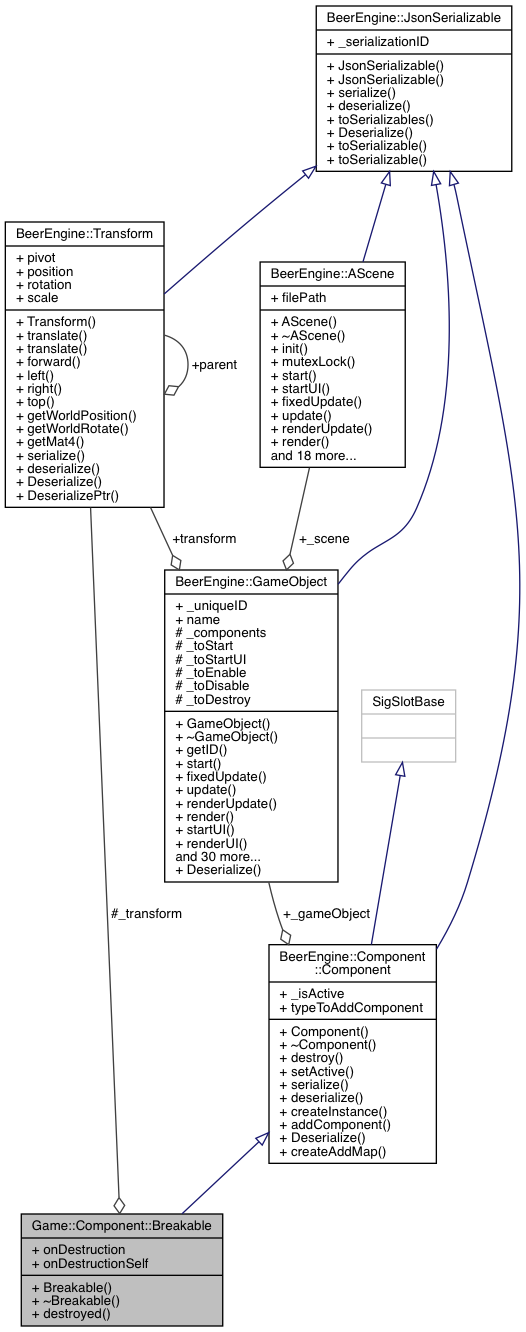 BeerEngine::JsonSerializable
+ _serializationID
+ JsonSerializable()
+ JsonSerializable()
+ serialize()
+ deserialize()
+ toSerializables()
+ Deserialize()
+ toSerializable()
+ toSerializable()
BeerEngine::Transform
+ pivot
+ position
+ rotation
+ scale
+ Transform()
+ translate()
+ translate()
+ forward()
+ left()
+ right()
+ top()
+ getWorldPosition()
+ getWorldRotate()
+ getMat4()
+ serialize()
+ deserialize()
+ Deserialize()
+ DeserializePtr()
+parent
BeerEngine::AScene
+ filePath
+ AScene()
+ ~AScene()
+ init()
+ mutexLock()
+ start()
+ startUI()
+ fixedUpdate()
+ update()
+ renderUpdate()
+ render()
and 18 more...
+transform
+_scene
BeerEngine::GameObject
+ _uniqueID
+ name
# _components
# _toStart
# _toStartUI
# _toEnable
# _toDisable
# _toDestroy
+ GameObject()
+ ~GameObject()
+ getID()
+ start()
+ fixedUpdate()
+ update()
+ renderUpdate()
+ render()
+ startUI()
+ renderUI()
and 30 more...
+ Deserialize()
SigSlotBase
#_transform
+_gameObject
BeerEngine::Component
::Component
+ _isActive
+ typeToAddComponent
+ Component()
+ ~Component()
+ destroy()
+ setActive()
+ serialize()
+ deserialize()
+ createInstance()
+ addComponent()
+ Deserialize()
+ createAddMap()
Game::Component::Breakable
+ onDestruction
+ onDestructionSelf
+ Breakable()
+ ~Breakable()
+ destroyed()